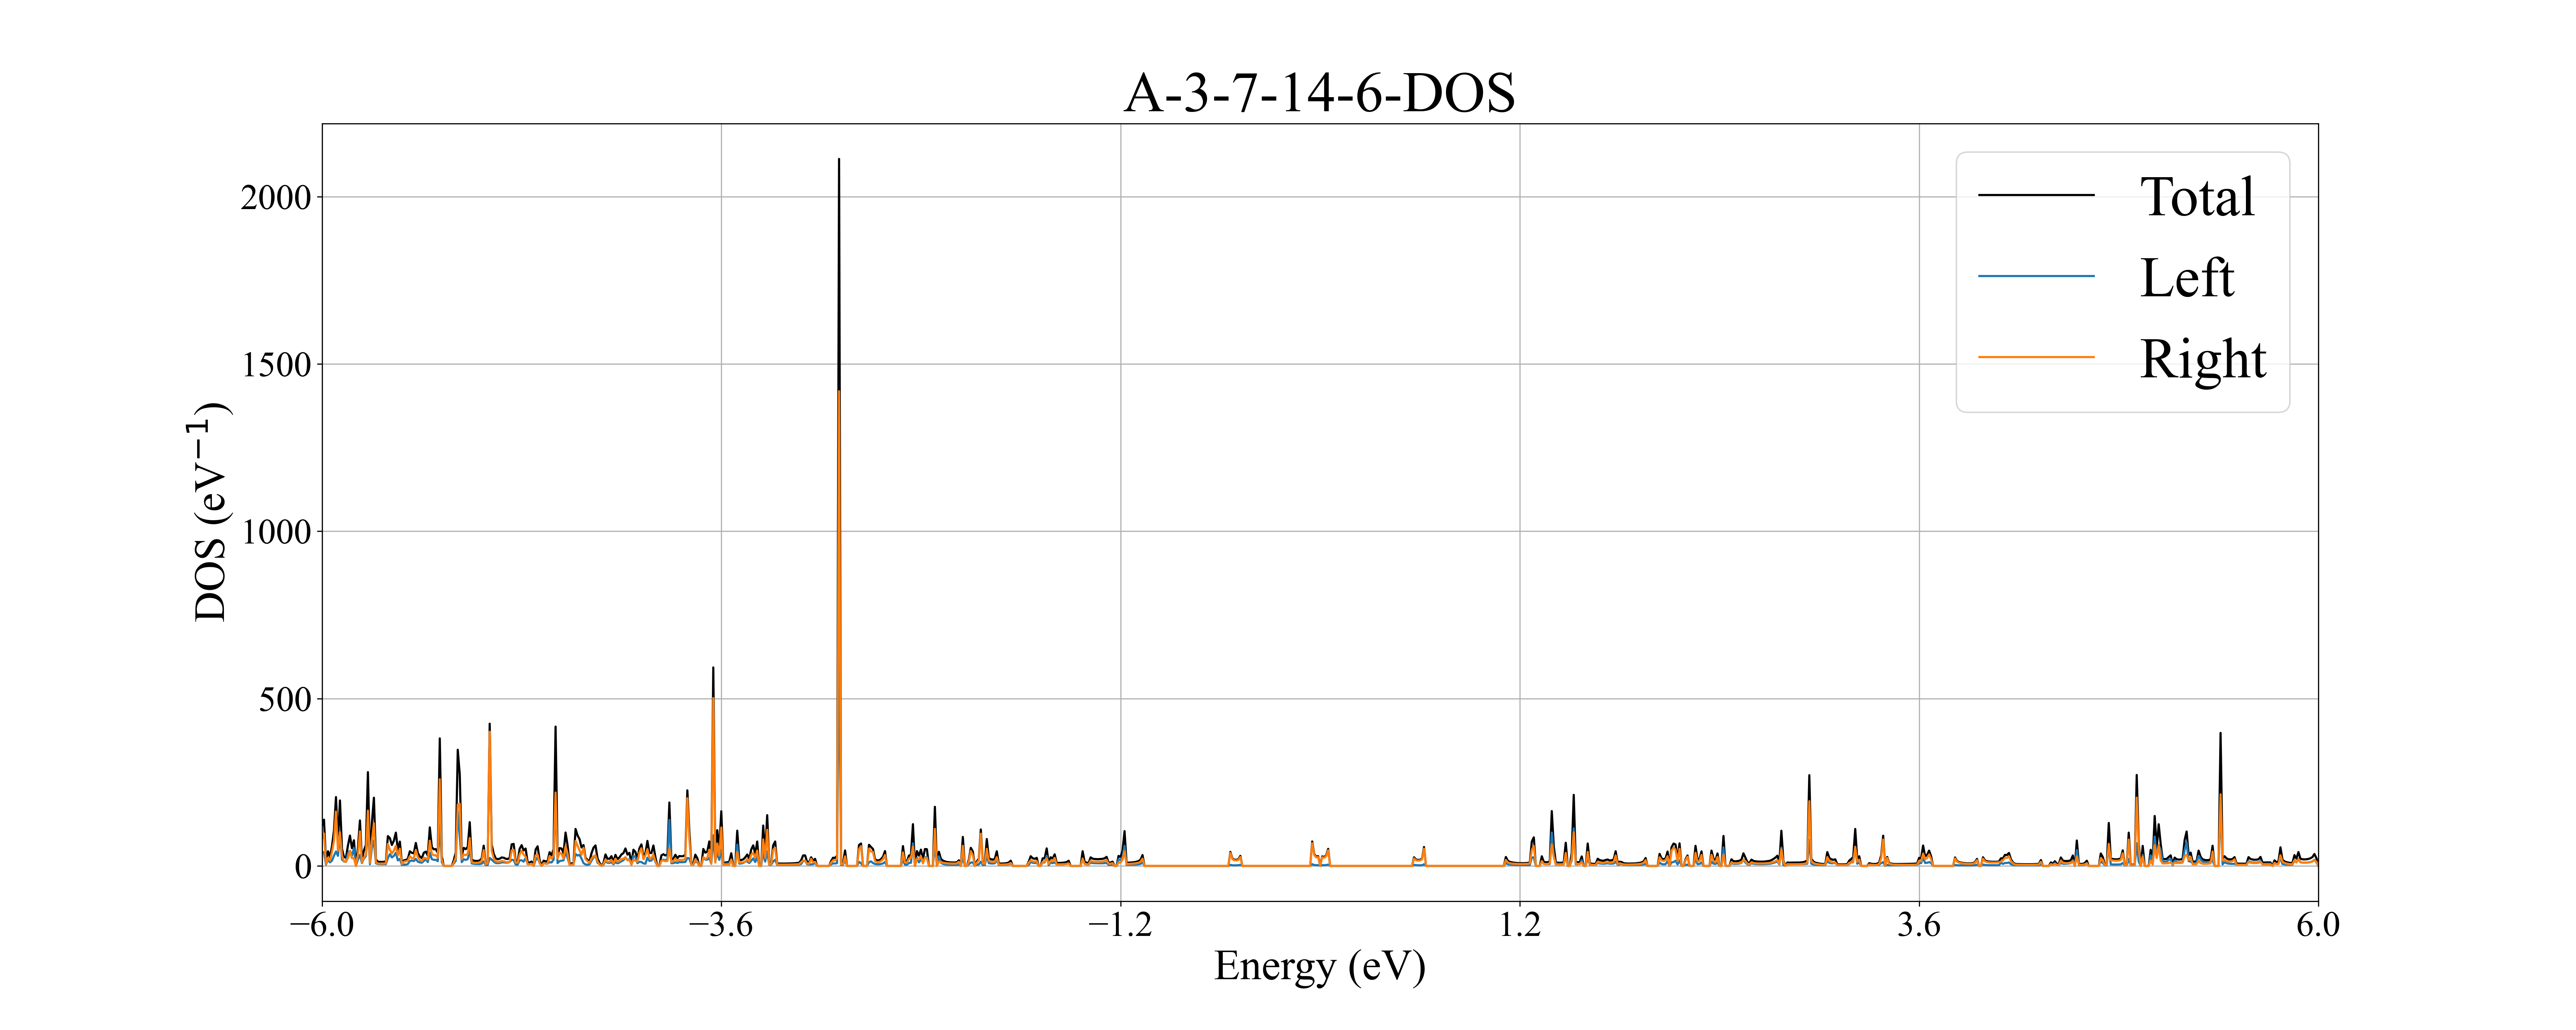 A-3-7-14-6-DOS
Total
Left
Right
DOS (eV⁻¹)
2000
1500
1000
500
0
−6.0
−3.6
−1.2
1.2
3.6
6.0
Energy (eV)